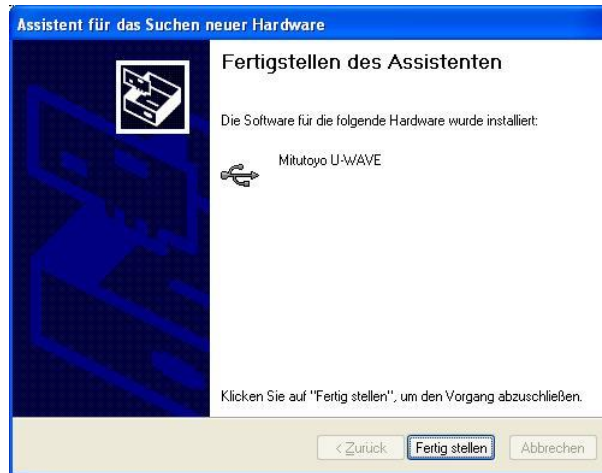 Assistent für das Suchen neuer Hardware
Fertigstellen des Assistenten
Die Software für die folgende Hardware wurde installiert:
Mitutoyo U-WAVE
Klicken Sie auf "Fertig stellen", um den Vorgang abzuschließen.
< Zurück Fertig stellen Abbrechen